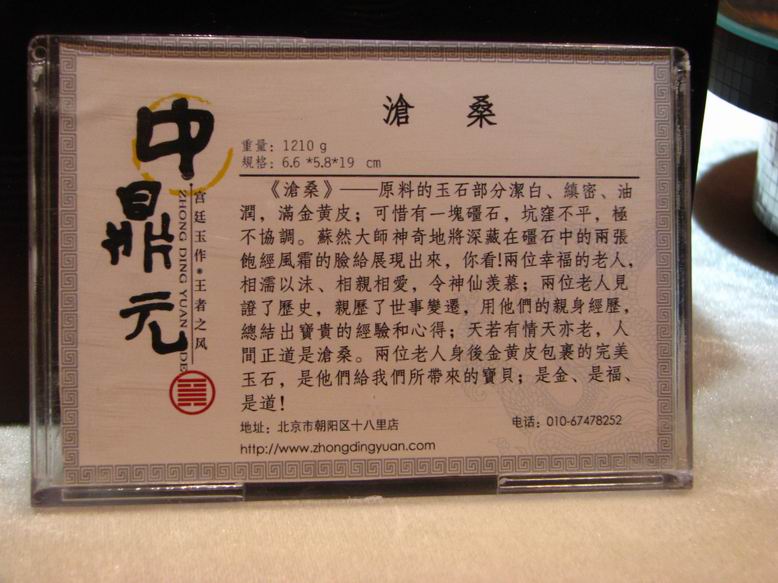 中鼎元
宫廷玉作●王者之风
ZHONG DING YUAN JADE
滄 桑
重量：1210 g
規格：6.6 *5.8*19 cm
《滄桑》——原料的玉石部分潔白、縝密、油
潤，滿金黄皮；可惜有一塊礓石，坑窪不平，極
不協調。蘇然大師神奇地將深藏在礓石中的兩張
飽經風霜的臉給展現出來，你看!兩位幸福的老人，
相濡以沫、相親相愛，令神仙羡慕；兩位老人見
證了歷史，親歷了世事變遷，用他們的親身經歷，
總結出寶貴的經驗和心得；天若有情天亦老，人
間正道是滄桑。兩位老人身後金黄皮包裹的完美
玉石，是他們給我們所帶來的寶貝；是金、是福、
是道！
地址：北京市朝阳区十八里店
电话：010-67478252
http://www.zhongdingyuan.com